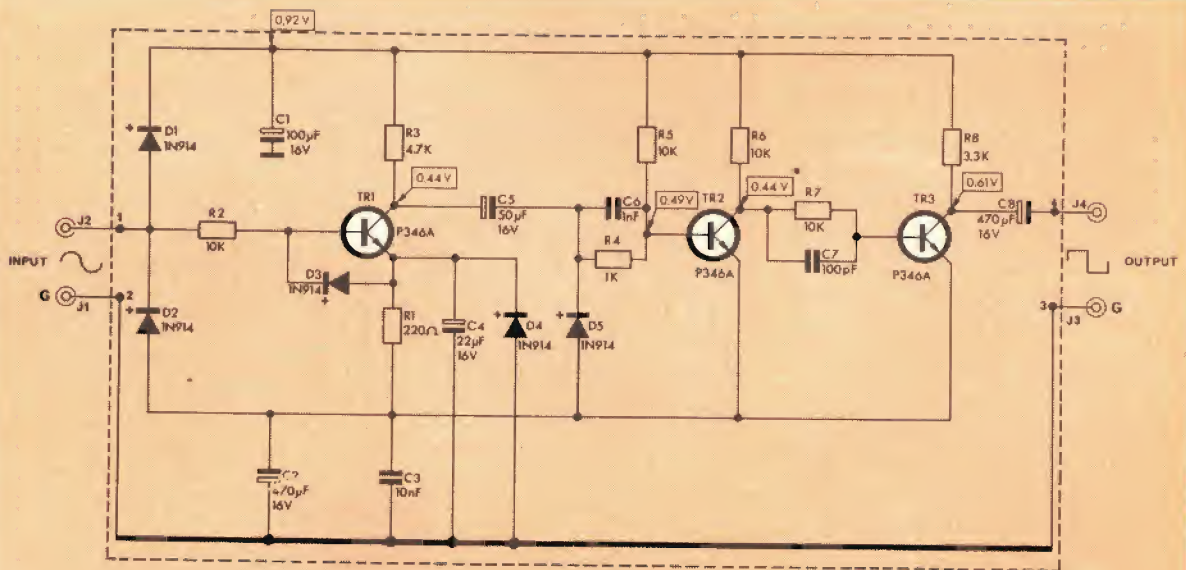 0,92 V
D1
1N914
C1
100µF
16V
R3
4.7K
R5
10K
R6
10K
R8
3.3K
0.44V
0.49V
0.44V
0.61V
J2
1
R2
10K
TR1
P346A
C5
50µF
16V
C6
1nF
R4
1K
TR2
P346A
R7
10K
C7
100pF
TR3
P346A
C8
470µF
16V
J4
INPUT
OUTPUT
G
J1
2
D2
1N914
D3
1N914
R1
220Ω
C4
22µF
16V
D4
1N914
D5
1N914
3
J3
G
C2
470µF
16V
C3
10nF